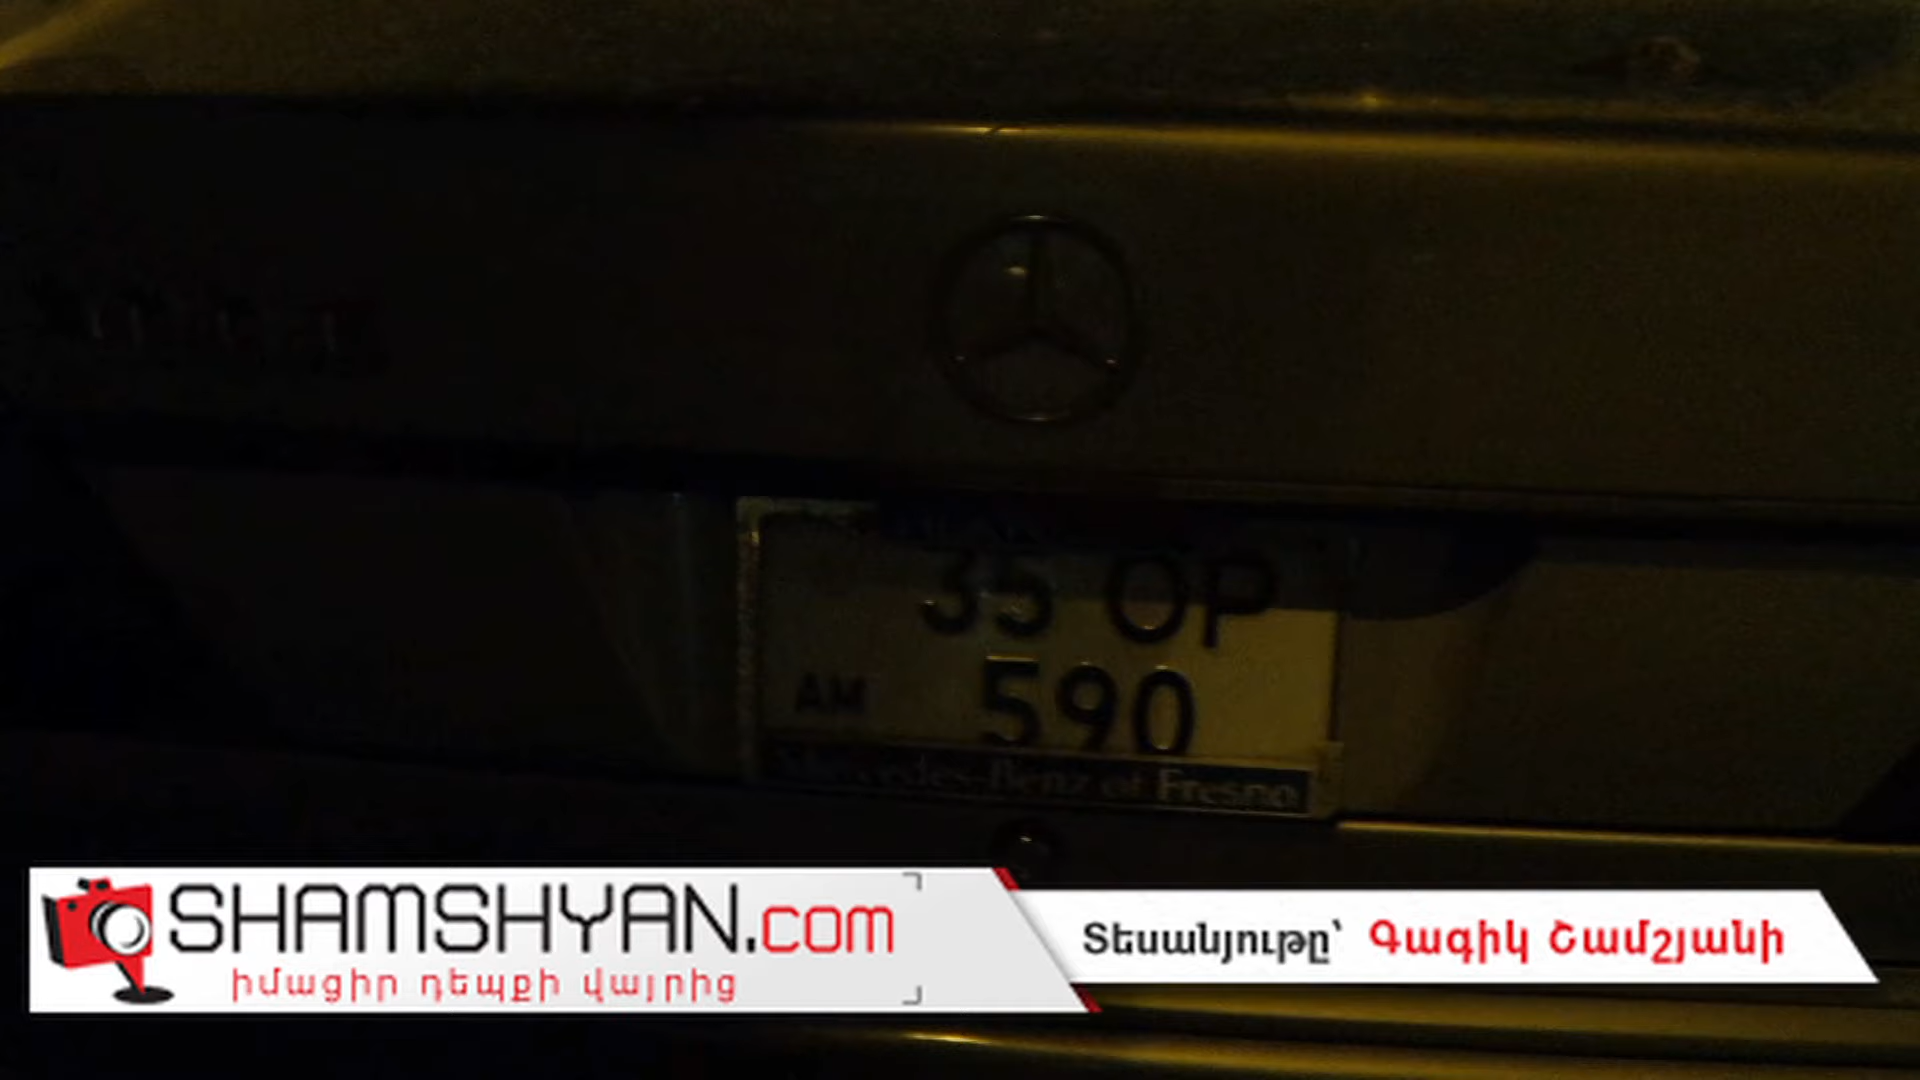 35 OP
AM 590
Mercedes-Benz of Fresno
SHAMSHYAN.com
իմացիր դեպքի վայրից
Տեսանյութը՝ Գագիկ Շամշյանի